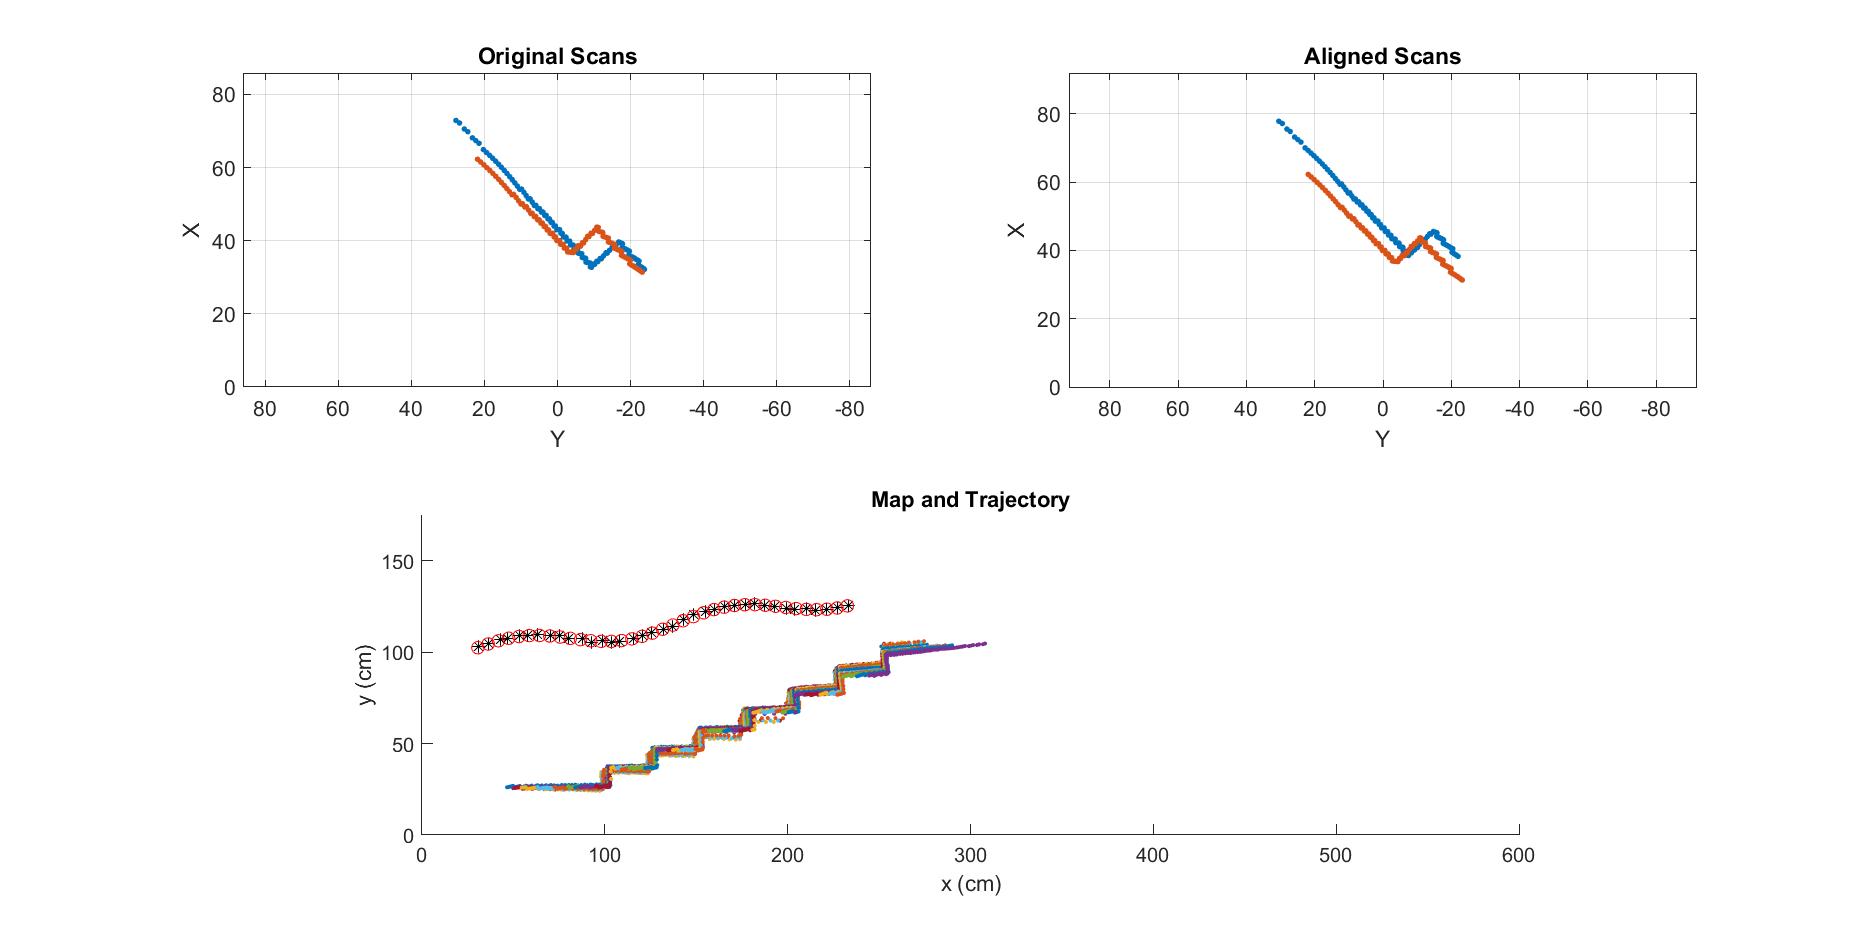 Original Scans
80
60
40
20
0
X
80 60 40 20 0 -20 -40 -60 -80
Y
Aligned Scans
80
60
40
20
0
X
80 60 40 20 0 -20 -40 -60 -80
Y
Map and Trajectory
150
100
50
0
y (cm)
0 100 200 300 400 500 600
x (cm)